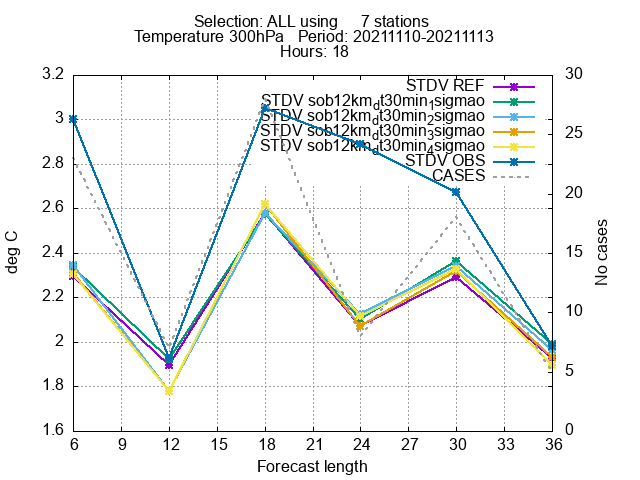 Selection: ALL using 7 stations
Temperature 300hPa Period: 20211110-20211113
Hours: 18
STDV REF
STDV sob12km_dt30min_1sigmao
STDV sob12km_dt30min_2sigmao
STDV sob12km_dt30min_3sigmao
STDV sob12km_dt30min_4sigmao
STDV OBS
CASES
3.2
3
2.8
2.6
2.4
2.2
2
1.8
1.6
deg C
30
25
20
15
10
5
0
No cases
6 9 12 15 18 21 24 27 30 33 36
Forecast length